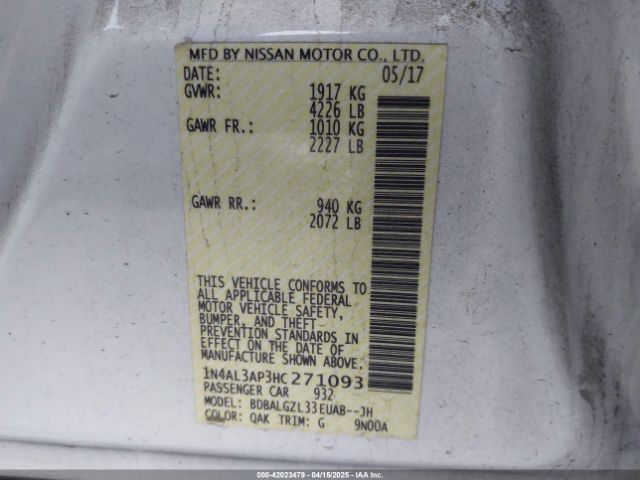 MFD BY NISSAN MOTOR CO., LTD.
DATE: 05/17
GVWR: 1917 KG
4226 LB
GAWR FR.: 1010 KG
2227 LB
GAWR RR.: 940 KG
2072 LB
THIS VEHICLE CONFORMS TO
ALL APPLICABLE FEDERAL
MOTOR VEHICLE SAFETY,
BUMPER, AND THEFT
PREVENTION STANDARDS IN
EFFECT ON THE DATE OF
MANUFACTURE SHOWN ABOVE.
1N4AL3AP3HC271093
PASSENGER CAR 932
MODEL: BDBALGZL33EUAB--JH
COLOR: QAK TRIM: G 9N00A
000-42023479 - 04/15/2025 - IAAI.COM